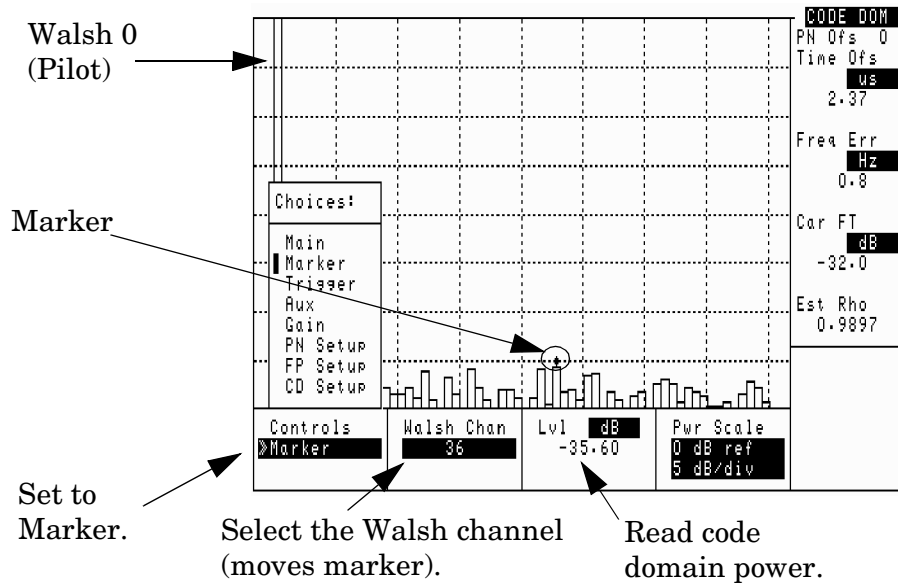 Walsh 0
(Pilot)
CODE DOM
PN Ofs 0
Time Ofs
us
2.37
Freq Err
Hz
0.8
Car FT
dB
-32.0
Est Rho
0.9897
Marker
Choices:
Main
Marker
Trigger
Aux
Gain
PN Setup
FP Setup
CD Setup
Controls
»Marker
Walsh Chan
36
Lvl dB
-35.60
Pwr Scale
0 dB ref
5 dB/div
Set to
Marker.
Select the Walsh channel
(moves marker).
Read code
domain power.